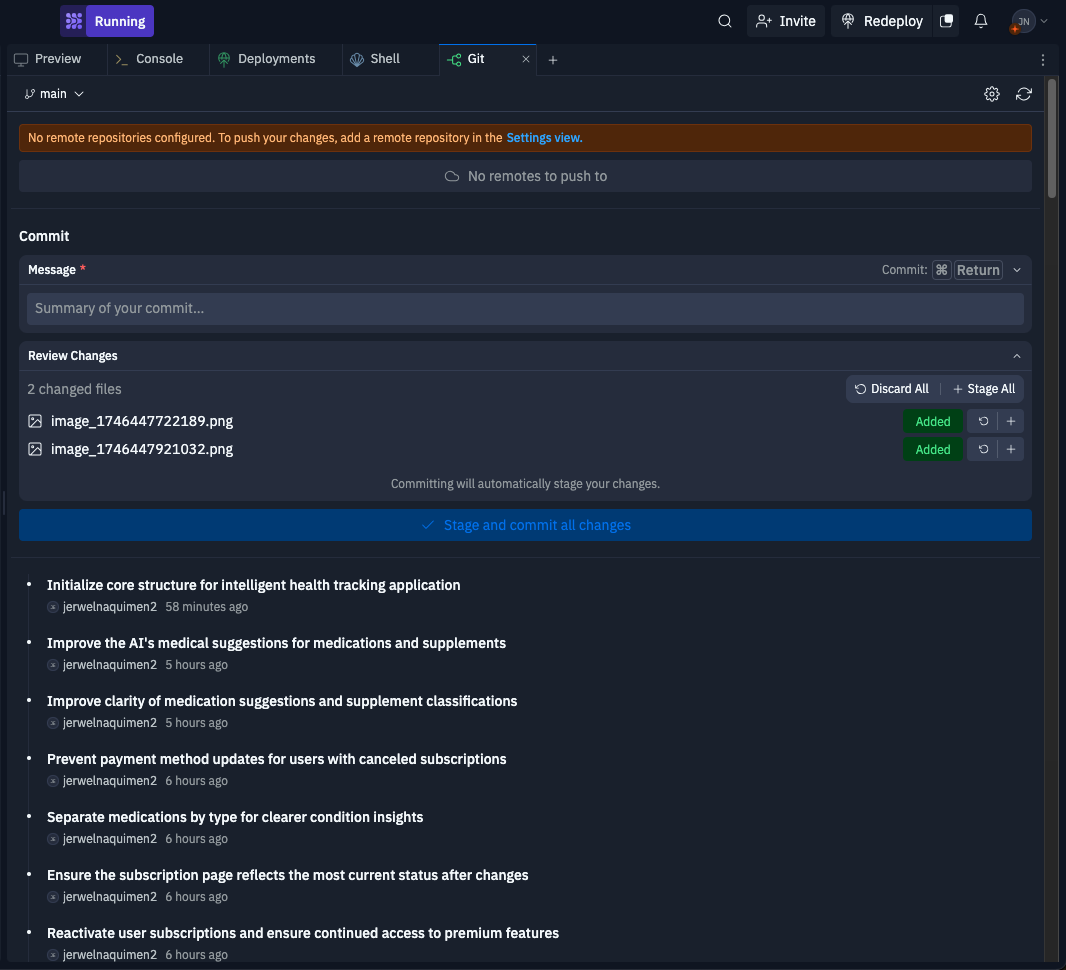 Running
Invite
Redeploy
JN
Preview
Console
Deployments
Shell
Git
main
No remote repositories configured. To push your changes, add a remote repository in the Settings view.
No remotes to push to
Commit
Message *
Commit: ⌘ Return
Summary of your commit...
Review Changes
2 changed files
Discard All
Stage All
image_1746447722189.png Added
image_1746447921032.png Added
Committing will automatically stage your changes.
Stage and commit all changes
Initialize core structure for intelligent health tracking application
jerwelnaquimen2 58 minutes ago
Improve the AI's medical suggestions for medications and supplements
jerwelnaquimen2 5 hours ago
Improve clarity of medication suggestions and supplement classifications
jerwelnaquimen2 5 hours ago
Prevent payment method updates for users with canceled subscriptions
jerwelnaquimen2 6 hours ago
Separate medications by type for clearer condition insights
jerwelnaquimen2 6 hours ago
Ensure the subscription page reflects the most current status after changes
jerwelnaquimen2 6 hours ago
Reactivate user subscriptions and ensure continued access to premium features
jerwelnaquimen2 6 hours ago